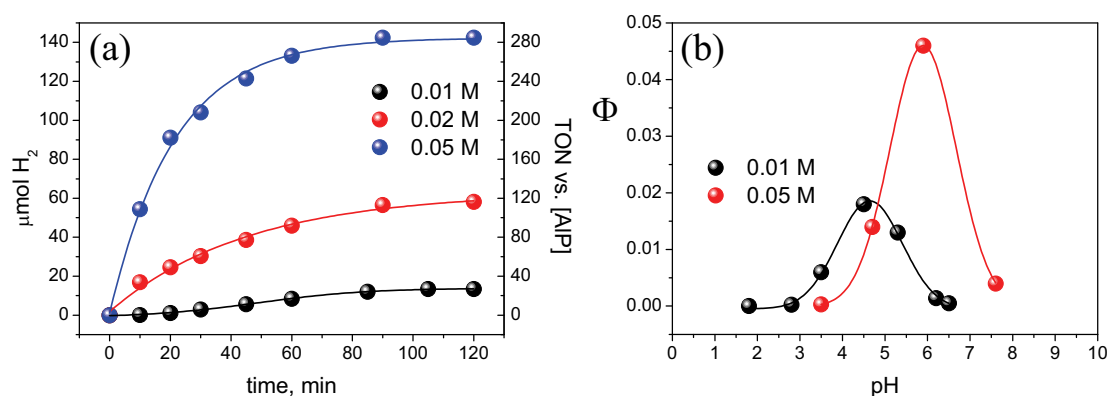 (a)
140
120
100
80
60
40
20
0
μmol H2
0 20 40 60 80 100 120
time, min
280
240
200
160
120
80
40
0
TON vs. [AIP]
0.01 M
0.02 M
0.05 M
(b)
0.05
0.04
0.03
0.02
0.01
0.00
Φ
0 1 2 3 4 5 6 7 8 9 10
pH
0.01 M
0.05 M